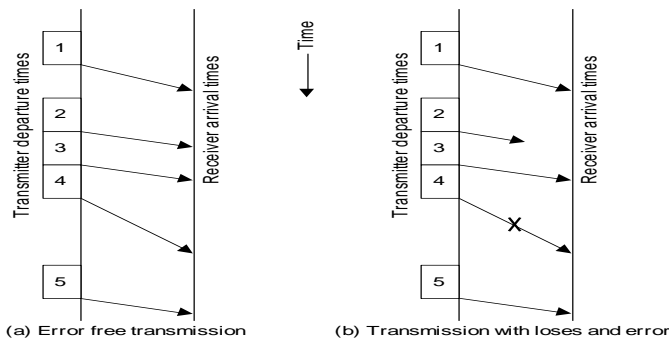 Transmitter departure times
1
2
3
4
5
Receiver arrival times
(a) Error free transmission
Time
Transmitter departure times
1
2
3
4
5
X
Receiver arrival times
(b) Transmission with loses and error